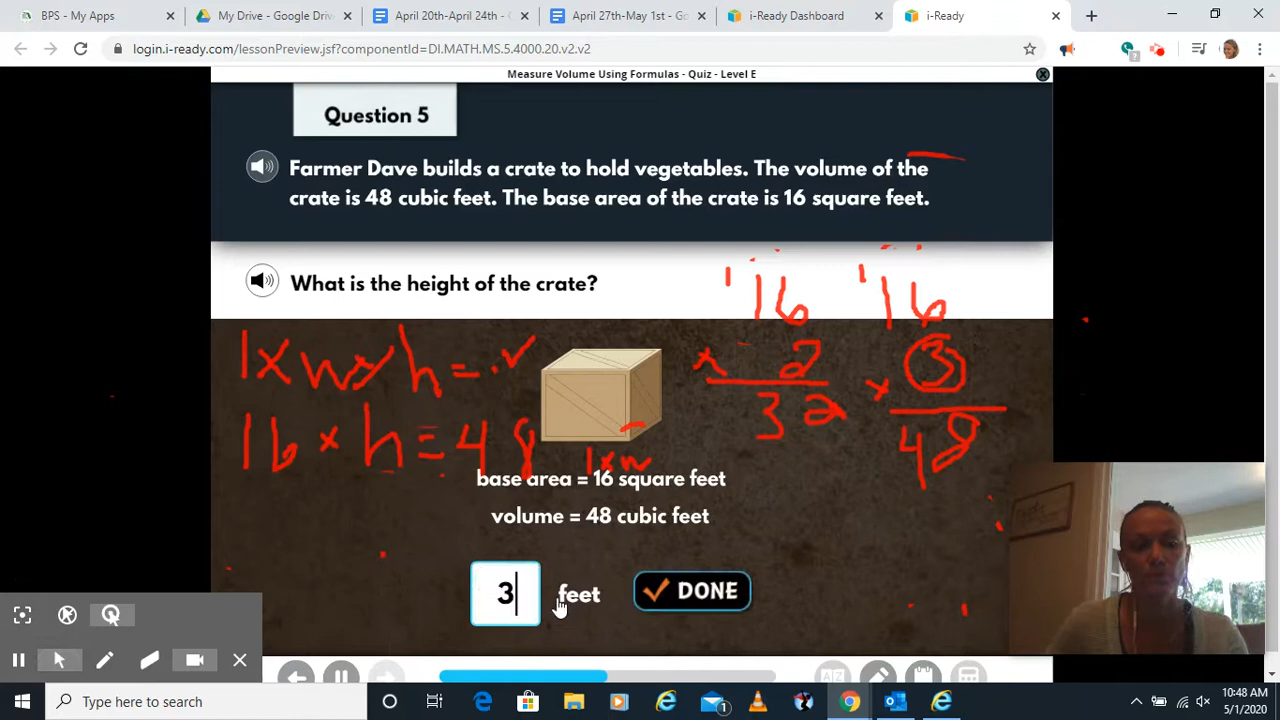 BPS - My Apps
My Drive - Google Drive
April 20th-April 24th - G
April 27th-May 1st - Go
i-Ready Dashboard
i-Ready
login.i-ready.com/lessonPreview.jsf?componentId=DI.MATH.MS.5.4000.20.v2.v2
Measure Volume Using Formulas - Quiz - Level E
Question 5
Farmer Dave builds a crate to hold vegetables. The volume of the
crate is 48 cubic feet. The base area of the crate is 16 square feet.
What is the height of the crate?
l x w x h = v
16 x h = 48
l x w
1 16
x 2
32
1 16
x 3
48
base area = 16 square feet
volume = 48 cubic feet
3 feet
DONE
Type here to search
10:48 AM
5/1/2020